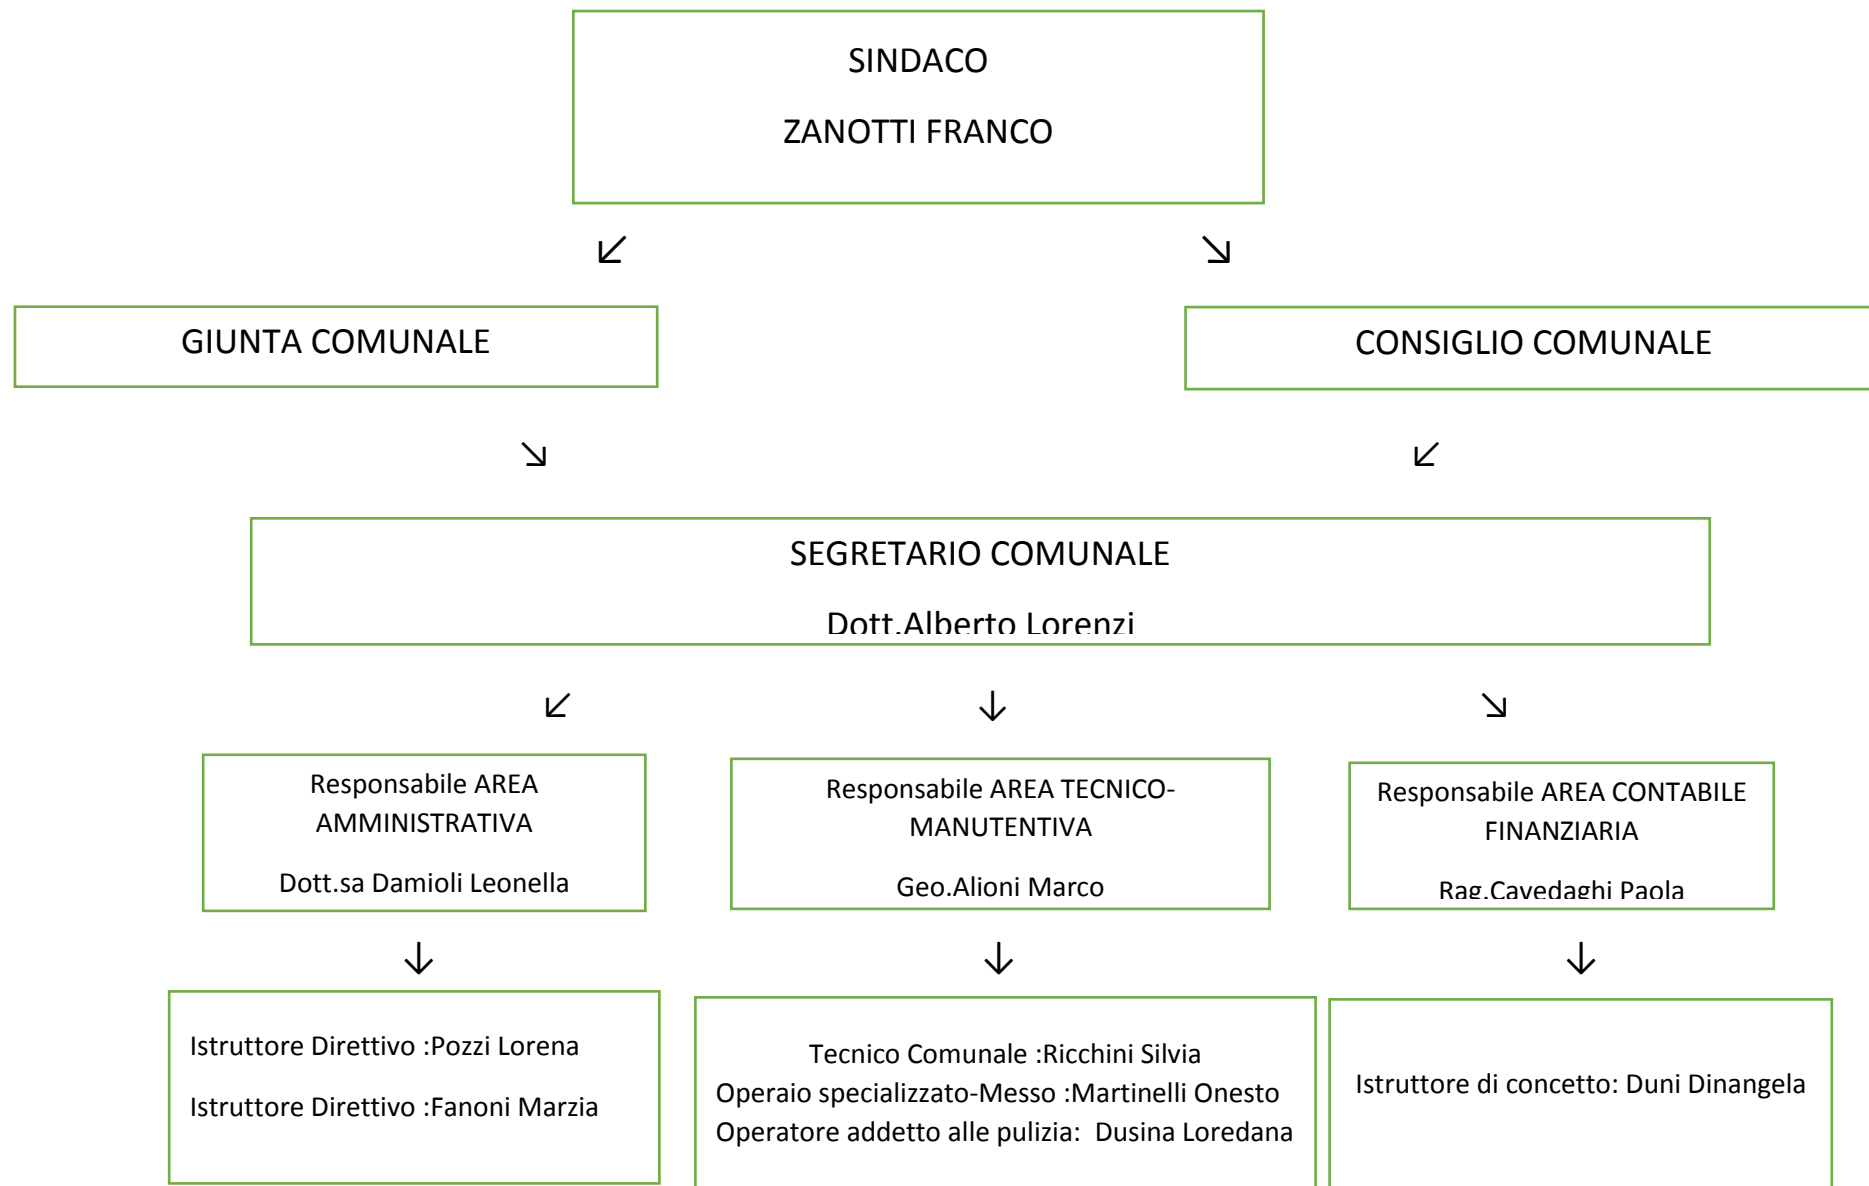 SINDACO
ZANOTTI FRANCO
GIUNTA COMUNALE
CONSIGLIO COMUNALE
SEGRETARIO COMUNALE
Dott.Alberto Lorenzi
Responsabile AREA
AMMINISTRATIVA
Dott.sa Damioli Leonella
Responsabile AREA TECNICO-
MANUTENTIVA
Geo.Alioni Marco
Responsabile AREA CONTABILE
FINANZIARIA
Rag.Cavedaghi Paola
Istruttore Direttivo :Pozzi Lorena
Istruttore Direttivo :Fanoni Marzia
Tecnico Comunale :Ricchini Silvia
Operaio specializzato-Messo :Martinelli Onesto
Operatore addetto alle pulizia:  Dusina Loredana
Istruttore di concetto: Duni Dinangela